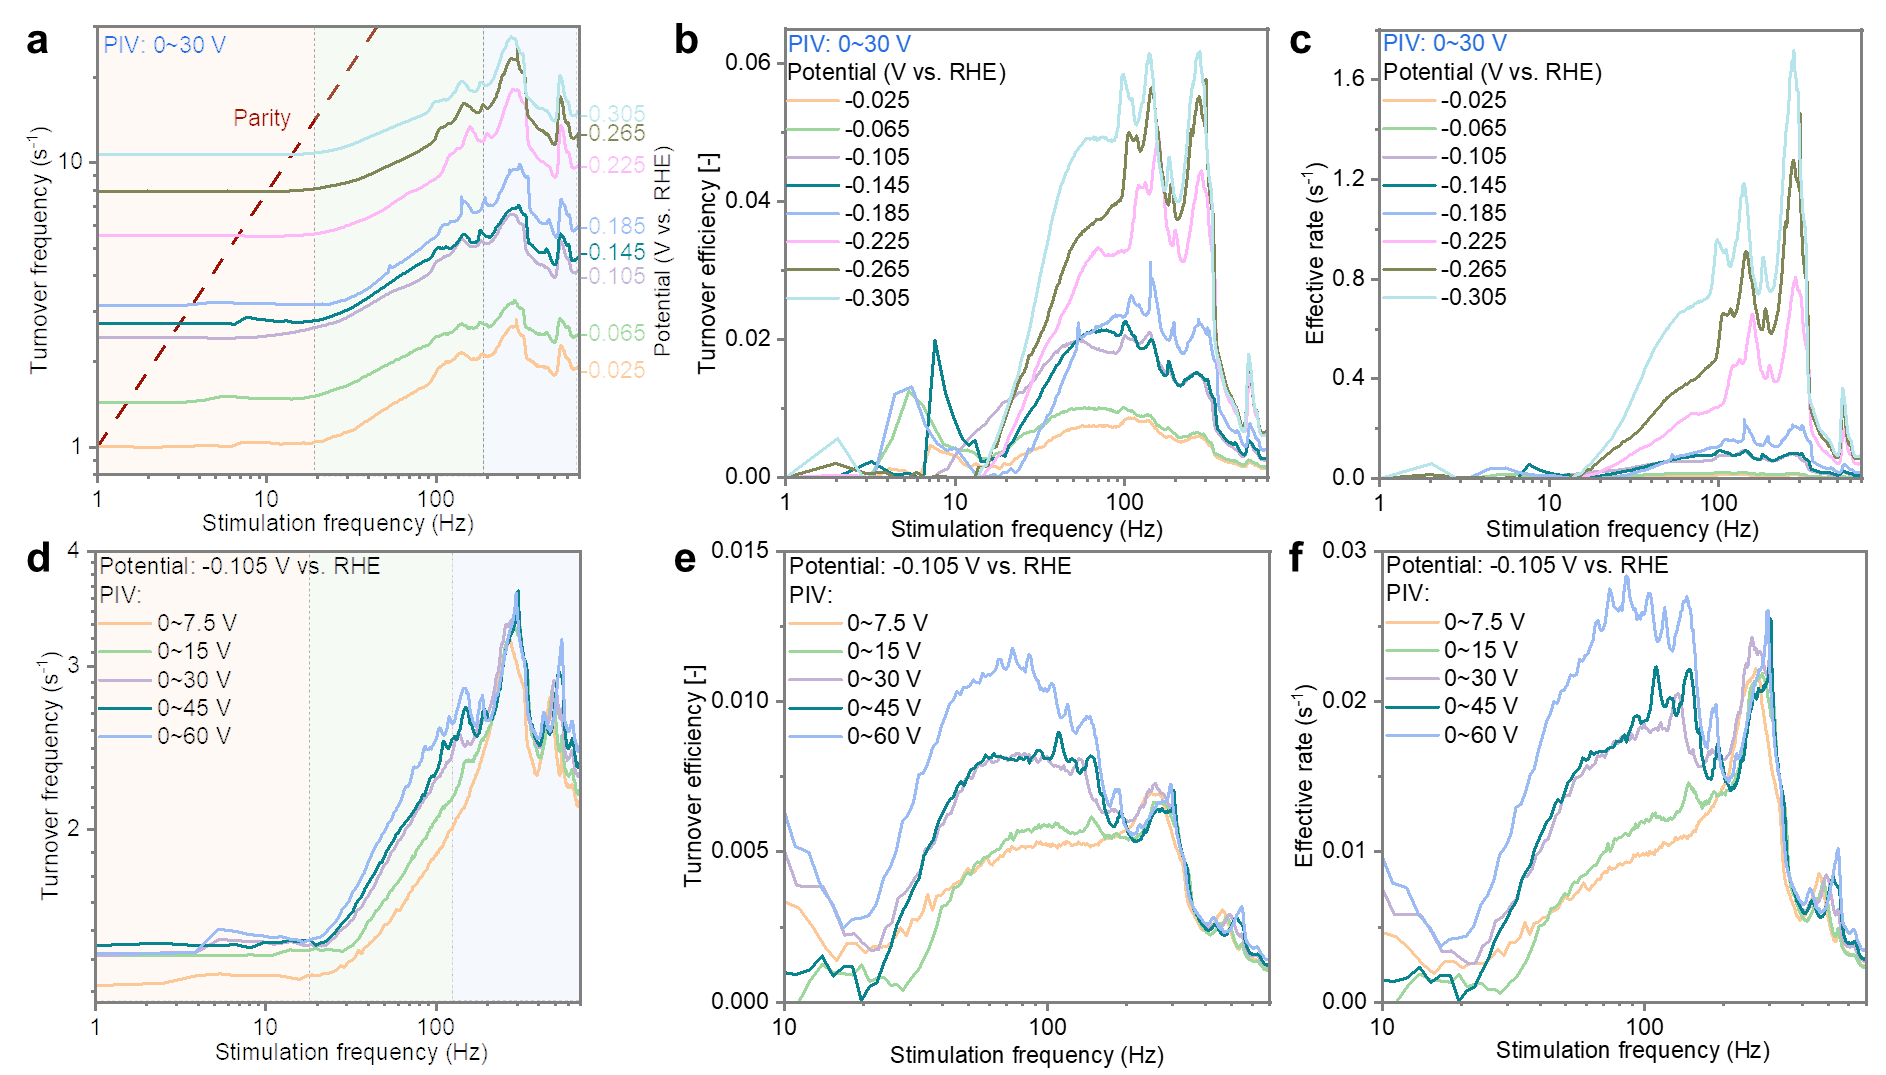 a
PIV: 0~30 V
Parity
10
1
1
10
100
Turnover frequency (s⁻¹)
Stimulation frequency (Hz)
-0.305
-0.265
-0.225
-0.185
-0.145
-0.105
-0.065
-0.025
Potential (V vs. RHE)
b
PIV: 0~30 V
Potential (V vs. RHE)
-0.025
-0.065
-0.105
-0.145
-0.185
-0.225
-0.265
-0.305
0.06
0.04
0.02
0.00
1
10
100
Turnover efficiency [-]
Stimulation frequency (Hz)
c
PIV: 0~30 V
Potential (V vs. RHE)
-0.025
-0.065
-0.105
-0.145
-0.185
-0.225
-0.265
-0.305
1.6
1.2
0.8
0.4
0.0
1
10
100
Effective rate (s⁻¹)
Stimulation frequency (Hz)
d
Potential: -0.105 V vs. RHE
PIV:
0~7.5 V
0~15 V
0~30 V
0~45 V
0~60 V
4
3
2
1
10
100
Turnover frequency (s⁻¹)
Stimulation frequency (Hz)
e
Potential: -0.105 V vs. RHE
PIV:
0~7.5 V
0~15 V
0~30 V
0~45 V
0~60 V
0.015
0.010
0.005
0.000
10
100
Turnover efficiency [-]
Stimulation frequency (Hz)
f
Potential: -0.105 V vs. RHE
PIV:
0~7.5 V
0~15 V
0~30 V
0~45 V
0~60 V
0.03
0.02
0.01
0.00
10
100
Effective rate (s⁻¹)
Stimulation frequency (Hz)